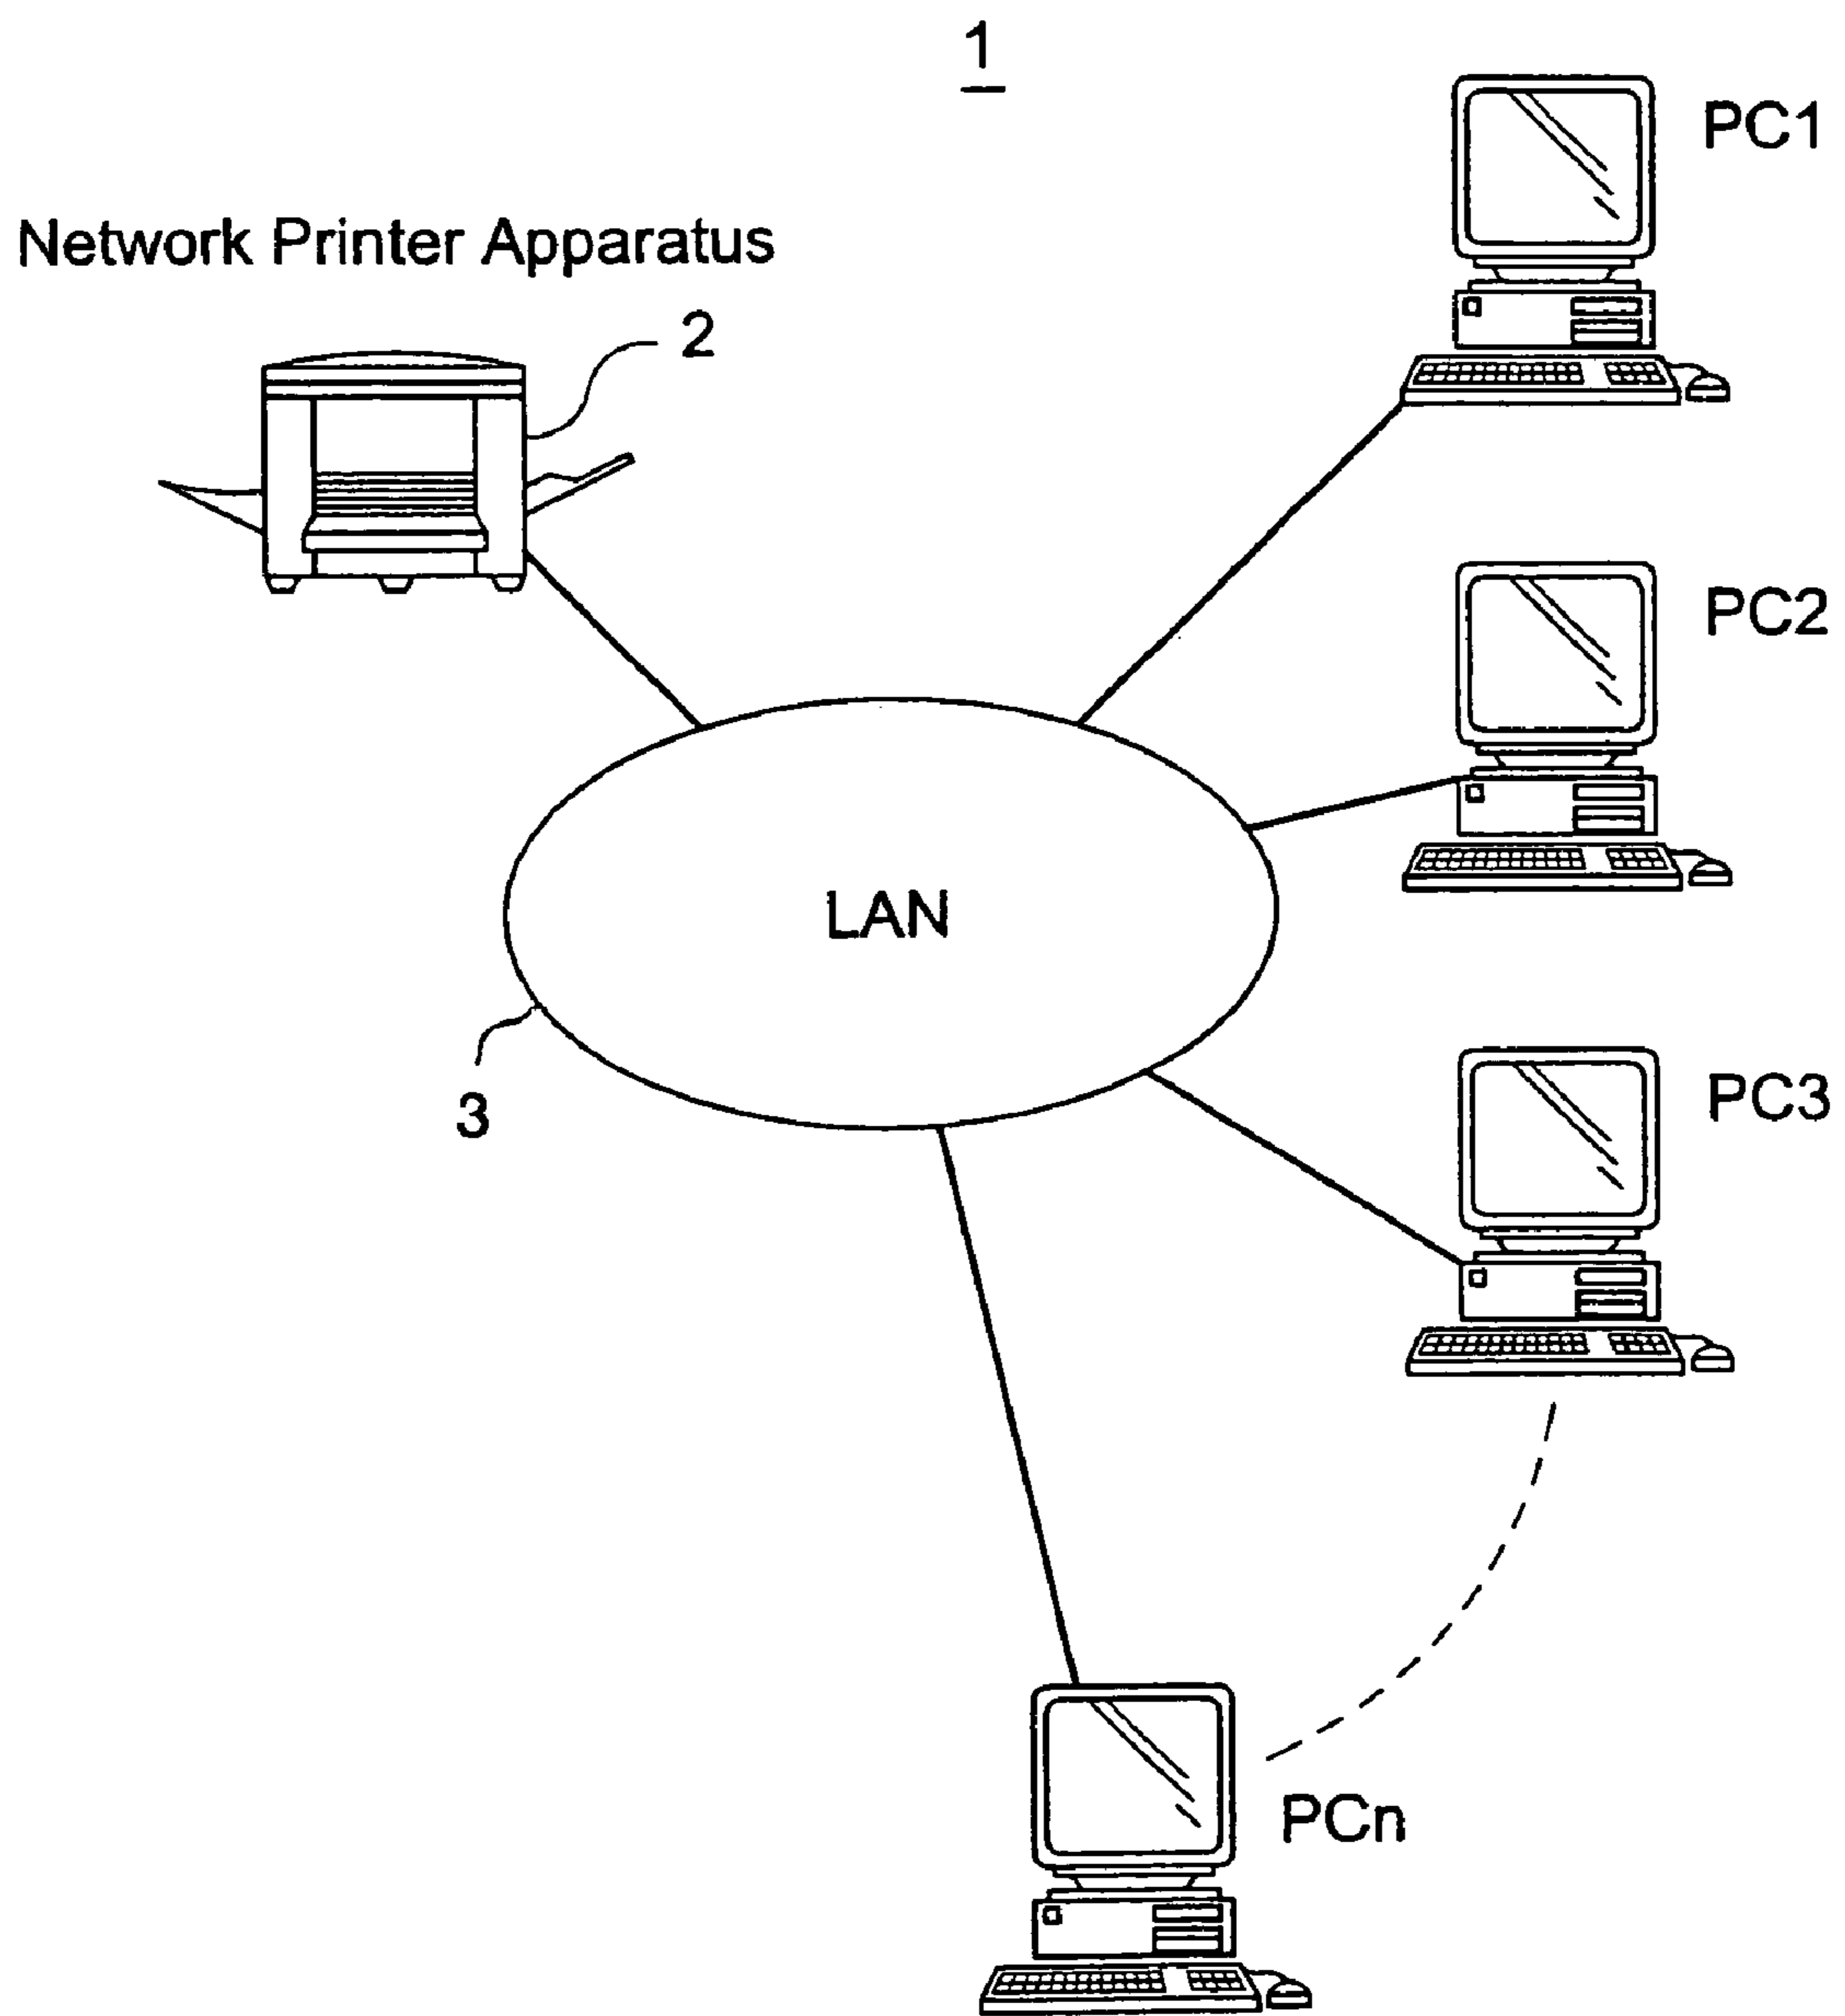 1
PC1
Network Printer Apparatus
2
PC2
LAN
PC3
3
PCn